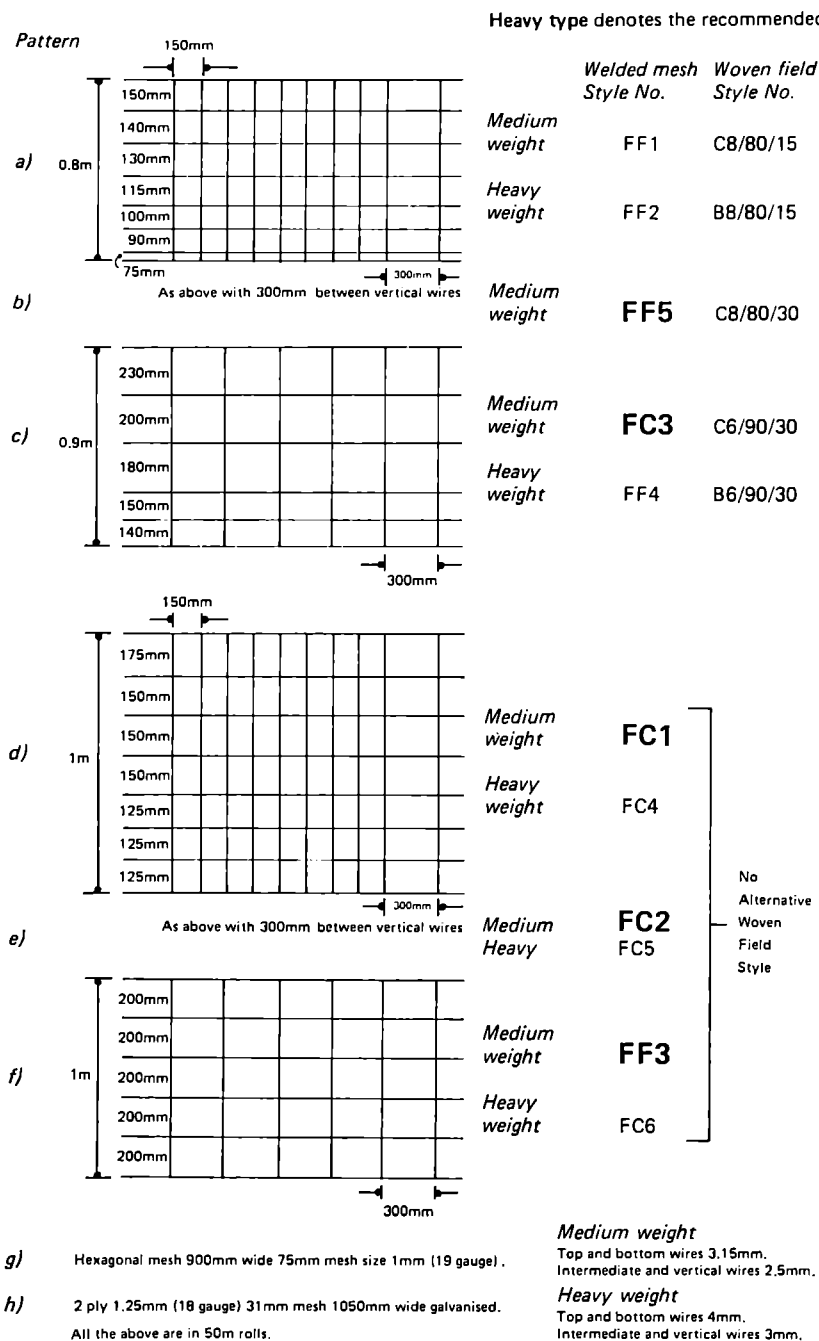 Heavy type denotes the recommended
Pattern
150mm
Welded mesh Woven field
Style No. Style No.
150mm
140mm
130mm
115mm
100mm
90mm
75mm
a) 0.8m
300mm
Medium
weight FF1 C8/80/15
Heavy
weight FF2 B8/80/15
As above with 300mm between vertical wires
b)
Medium
weight FF5 C8/80/30
230mm
200mm
180mm
150mm
140mm
c) 0.9m
300mm
Medium
weight FC3 C6/90/30
Heavy
weight FF4 B6/90/30
150mm
175mm
150mm
150mm
150mm
125mm
125mm
125mm
d) 1m
300mm
Medium
weight FC1
Heavy
weight FC4
As above with 300mm between vertical wires
e)
Medium FC2
Heavy FC5
No
Alternative
Woven
Field
Style
200mm
200mm
200mm
200mm
200mm
f) 1m
300mm
Medium
weight FF3
Heavy
weight FC6
g) Hexagonal mesh 900mm wide 75mm mesh size 1mm (19 gauge).
h) 2 ply 1.25mm (18 gauge) 31mm mesh 1050mm wide galvanised.
All the above are in 50m rolls.
Medium weight
Top and bottom wires 3.15mm.
Intermediate and vertical wires 2.5mm.
Heavy weight
Top and bottom wires 4mm.
Intermediate and vertical wires 3mm.